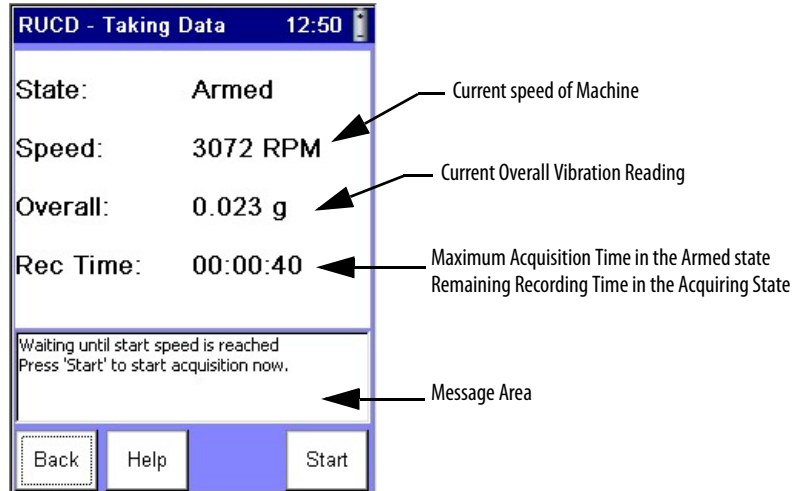 RUCD - Taking Data 12:50
State: Armed
Speed: 3072 RPM
Overall: 0.023 g
Rec Time: 00:00:40
Waiting until start speed is reached
Press 'Start' to start acquisition now.
Back Help Start
Current speed of Machine
Current Overall Vibration Reading
Maximum Acquisition Time in the Armed state
Remaining Recording Time in the Acquiring State
Message Area